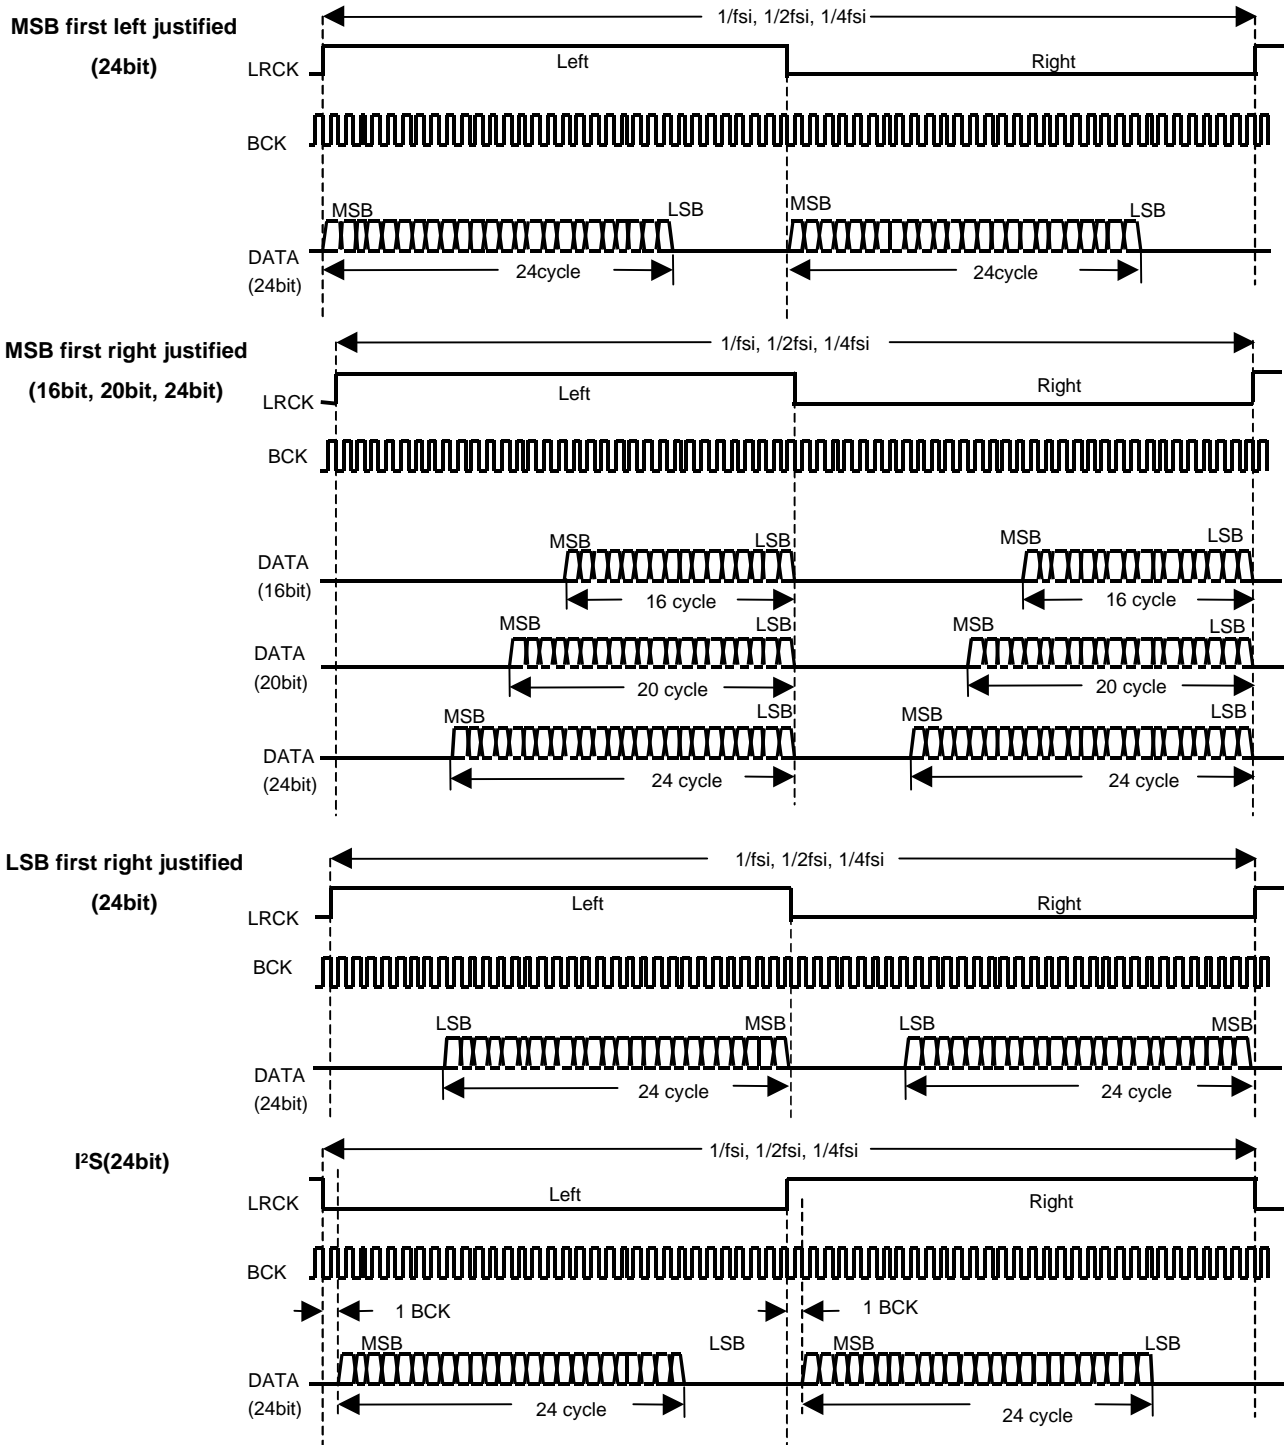 MSB first left justified
(24bit)
1/fsi, 1/2fsi, 1/4fsi
LRCK
Left
Right
BCK
MSB
LSB
MSB
LSB
DATA
(24bit)
24cycle
24cycle
MSB first right justified
(16bit, 20bit, 24bit)
1/fsi, 1/2fsi, 1/4fsi
LRCK
Left
Right
BCK
MSB
LSB
MSB
LSB
DATA
(16bit)
16 cycle
16 cycle
MSB
LSB
MSB
LSB
DATA
(20bit)
20 cycle
20 cycle
MSB
LSB
MSB
LSB
DATA
(24bit)
24 cycle
24 cycle
LSB first right justified
(24bit)
1/fsi, 1/2fsi, 1/4fsi
LRCK
Left
Right
BCK
LSB
MSB
LSB
MSB
DATA
(24bit)
24 cycle
24 cycle
I²S(24bit)
1/fsi, 1/2fsi, 1/4fsi
LRCK
Left
Right
BCK
1 BCK
1 BCK
MSB
LSB
MSB
LSB
DATA
(24bit)
24 cycle
24 cycle